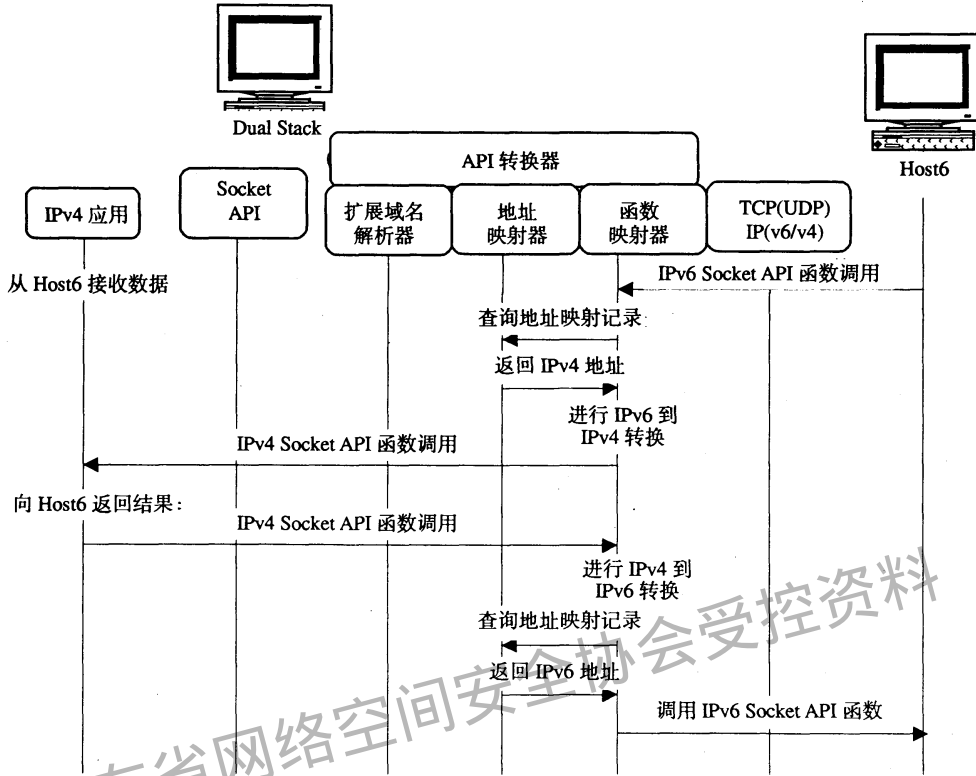 Dual Stack
Host6
API 转换器
IPv4 应用
Socket
API
扩展域名
解析器
地址
映射器
函数
映射器
TCP(UDP)
IP(v6/v4)
从 Host6 接收数据
IPv6 Socket API 函数调用
查询地址映射记录
返回 IPv4 地址
进行 IPv6 到
IPv4 转换
IPv4 Socket API 函数调用
向 Host6 返回结果:
IPv4 Socket API 函数调用
进行 IPv4 到
IPv6 转换
查询地址映射记录
返回 IPv6 地址
调用 IPv6 Socket API 函数
省网络空间安全协会受控资料